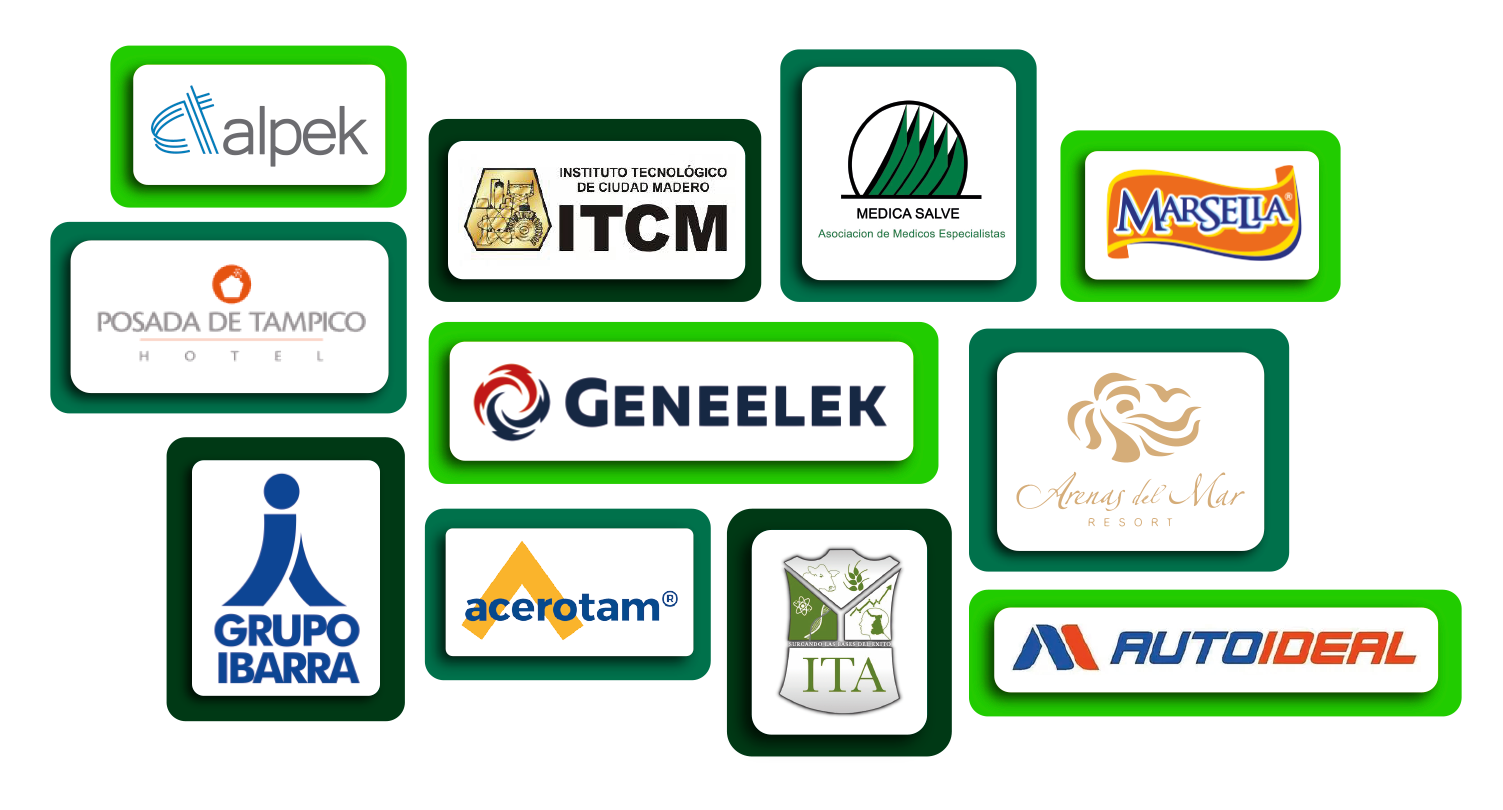 alpek
INSTITUTO TECNOLÓGICO
DE CIUDAD MADERO
ITCM
MEDICA SALVE
Asociacion de Medicos Especialistas
MARSELLA®
POSADA DE TAMPICO
HOTEL
GENEELEK
Arenas del Mar
RESORT
GRUPO
IBARRA
acerotam®
ITA
AUTOIDEAL